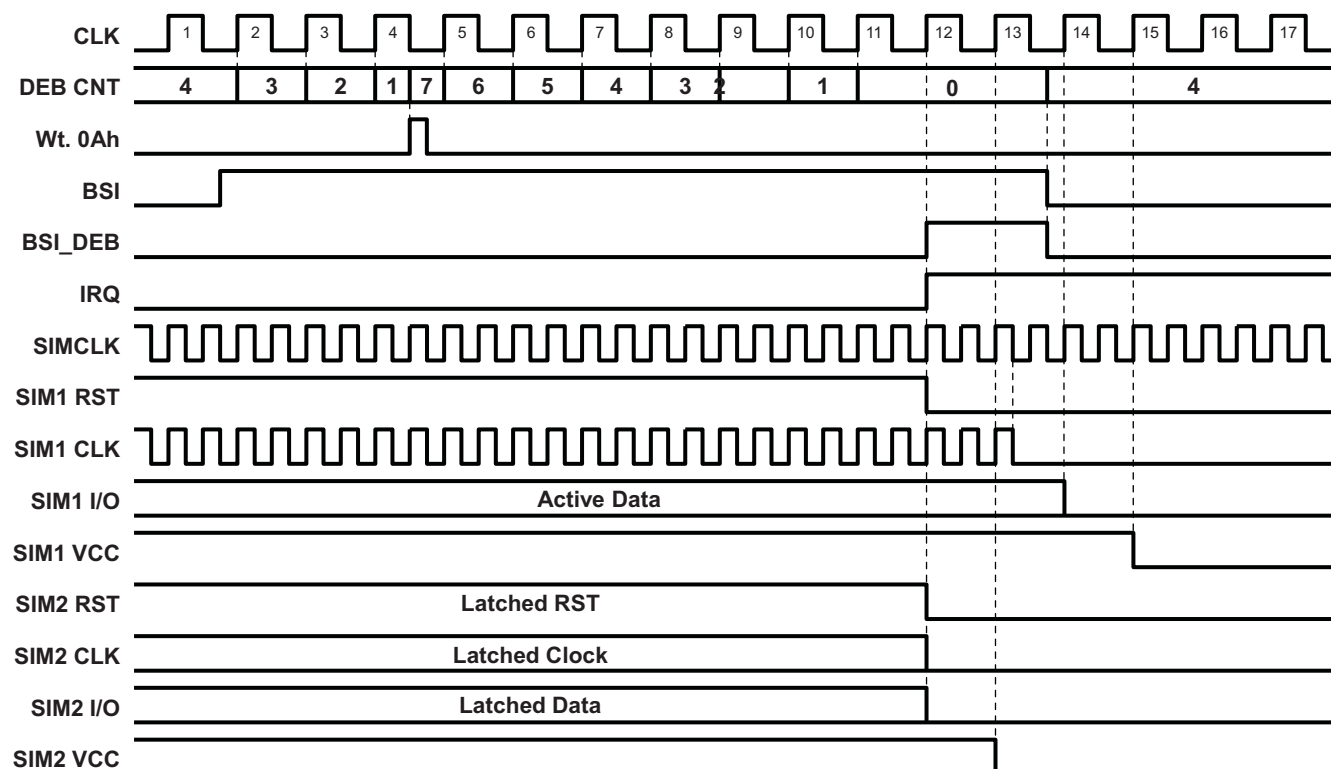 CLK 1 2 3 4 5 6 7 8 9 10 11 12 13 14 15 16 17
DEB CNT 4 3 2 1 7 6 5 4 3 2 1 0 4
Wt. 0Ah
BSI
BSI_DEB
IRQ
SIMCLK
SIM1 RST
SIM1 CLK
SIM1 I/O Active Data
SIM1 VCC
SIM2 RST Latched RST
SIM2 CLK Latched Clock
SIM2 I/O Latched Data
SIM2 VCC